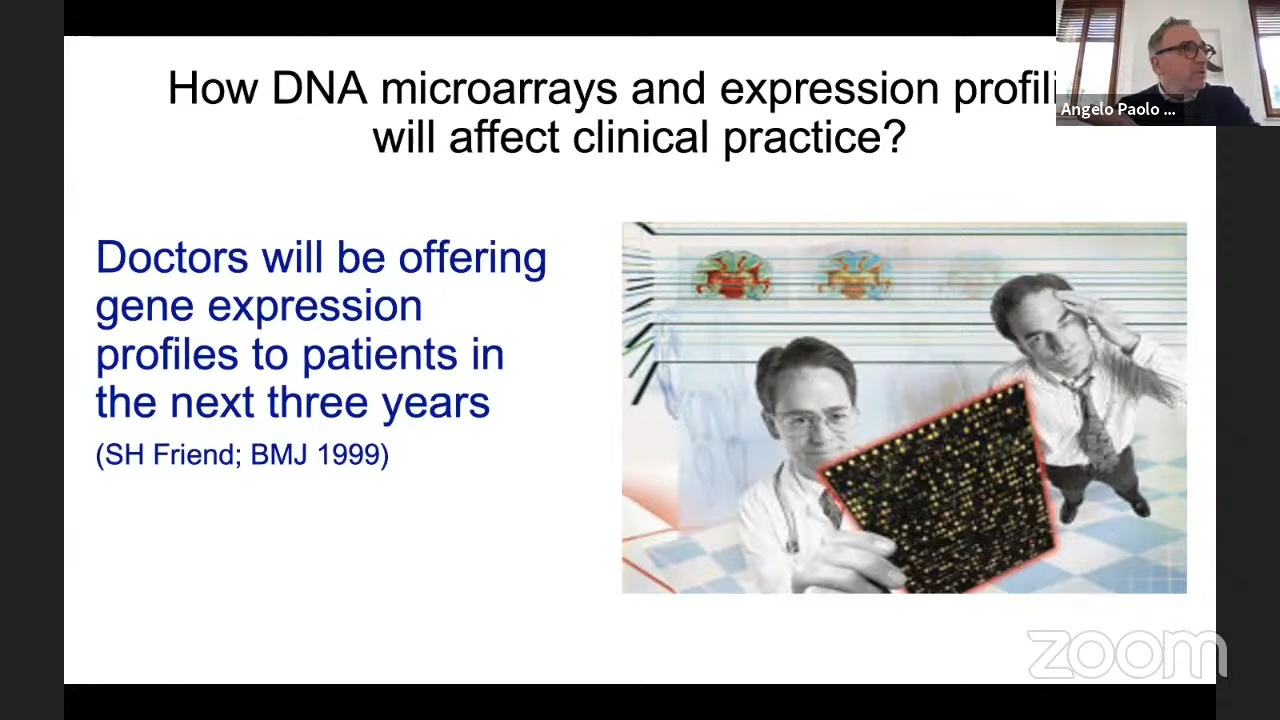 How DNA microarrays and expression profili
will affect clinical practice?
Angelo Paolo ...
Doctors will be offering
gene expression
profiles to patients in
the next three years
(SH Friend; BMJ 1999)
zoom